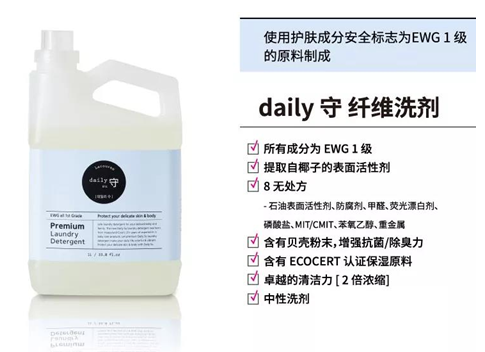 使用护肤成分安全标志为EWG 1 级
的原料制成
daily 守 纤维洗剂
所有成分为 EWG 1 级
提取自椰子的表面活性剂
8 无处方
- 石油表面活性剂、防腐剂、甲醛、荧光漂白剂、
磷酸盐、MIT/CMIT、苯氧乙醇、重金属
含有贝壳粉末，增强抗菌/除臭力
含有 ECOCERT 认证保湿原料
卓越的清洁力 [ 2 倍浓缩]
中性洗剂
daily 守
EWG all 1st Grade
Protect your delicate skin & body
Premium
Laundry
Detergent